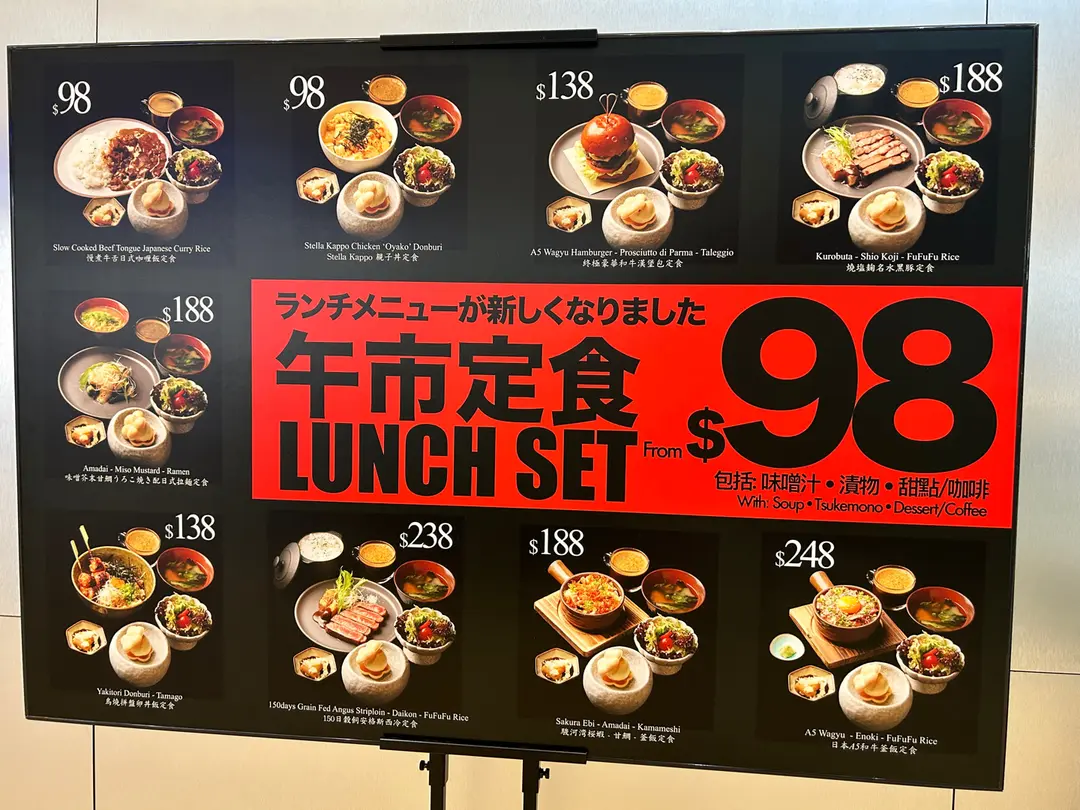 $98
Slow Cooked Beef Tongue Japanese Curry Rice
慢煮牛舌日式咖喱飯定食
$98
Stella Kappo Chicken ‘Oyako’ Donburi
Stella Kappo 親子丼定食
$138
A5 Wagyu Hamburger - Prosciutto di Parma - Taleggio
終極豪華和牛漢堡包定食
$188
Kurobuta - Shio Koji - FuFuFu Rice
燒塩麹名水黑豚定食
$188
Amadai - Miso Mustard - Ramen
味噌芥末甘鯛うろこ焼き配日式拉麵定食
ランチメニューが新しくなりました
午市定食
LUNCH SET
From $98
包括: 味噌汁 • 漬物 • 甜點/咖啡
With: Soup • Tsukemono • Dessert/Coffee
$138
Yakitori Donburi - Tamago
鳥燒拼盤卵丼飯定食
$238
150days Grain Fed Angus Striploin - Daikon - FuFuFu Rice
150日穀飼安格斯西冷定食
$188
Sakura Ebi - Amadai - Kamameshi
駿河湾桜蝦 - 甘鯛 - 釜飯定食
$248
A5 Wagyu - Enoki - FuFuFu Rice
日本A5和牛釜飯定食